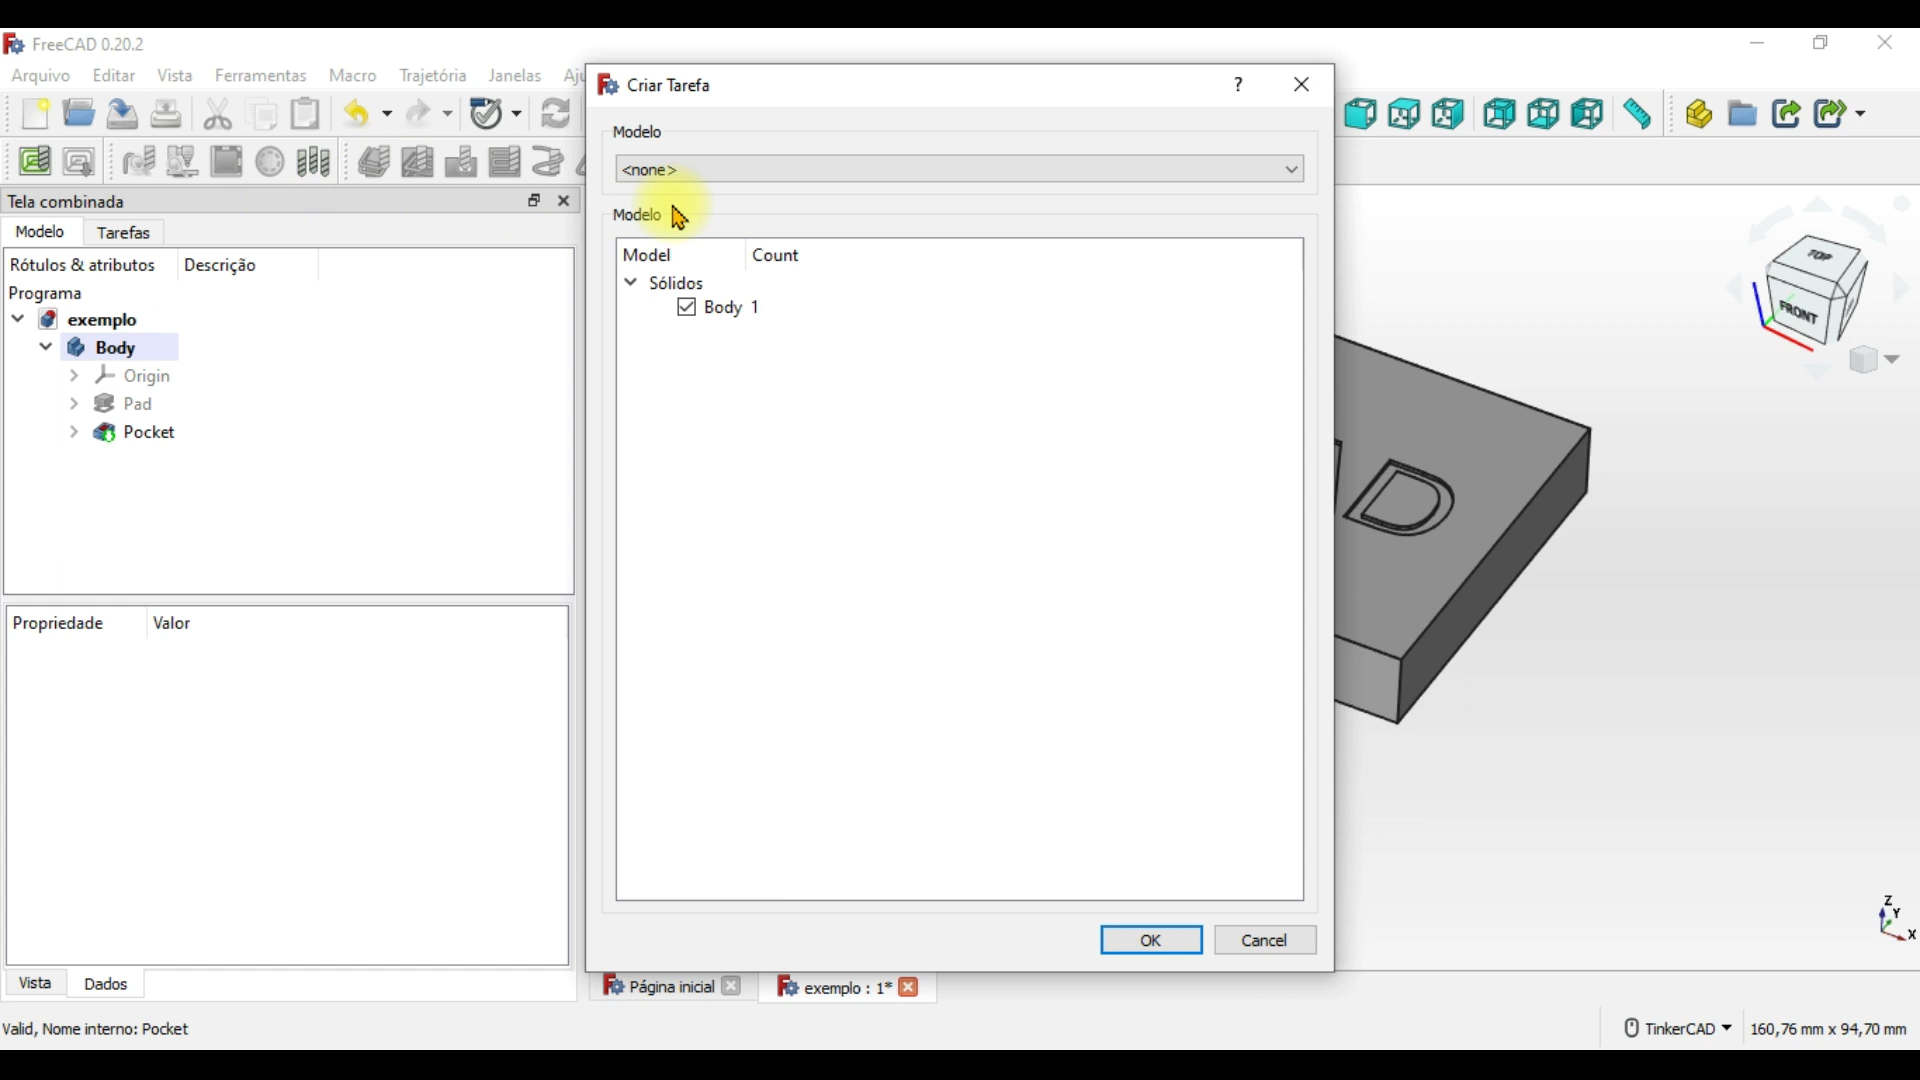 FreeCAD 0.20.2
Arquivo Editar Vista Ferramentas Macro Trajetória Janelas
Tela combinada
Modelo Tarefas
Rótulos & atributos Descrição
Programa
exemplo
Body
Origin
Pad
Pocket
Propriedade Valor
Vista Dados
Criar Tarefa
Modelo
<none>
Modelo
Model Count
Sólidos
Body 1
OK Cancel
TOP
FRONT
Z
Y
X
Página inicial exemplo : 1*
Valid, Nome interno: Pocket
TinkerCAD 160,76 mm x 94,70 mm